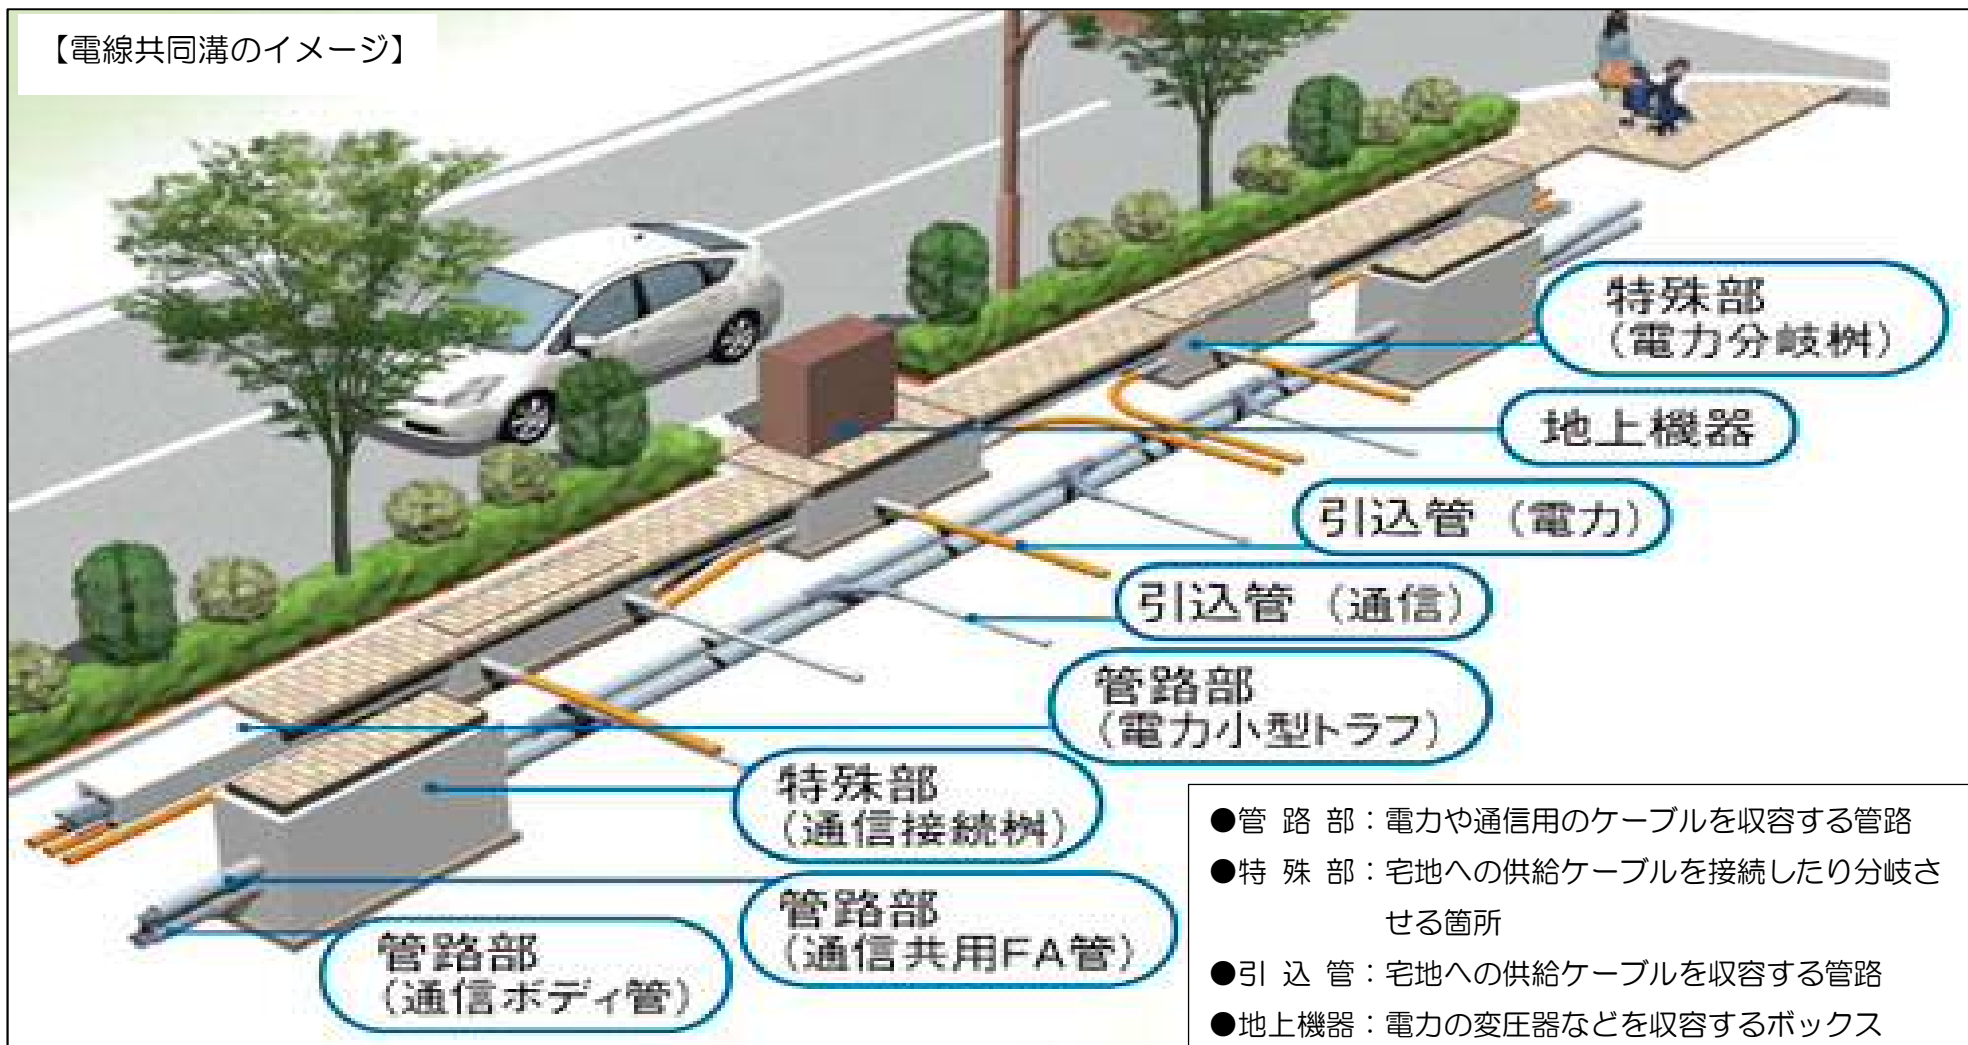 【電線共同溝のイメージ】
特殊部
(電力分岐桝)
地上機器
引込管 (電力)
引込管 (通信)
管路部
(電力小型トラフ)
特殊部
(通信接続桝)
管路部
(通信共用FA管)
管路部
(通信ボディ管)
●管 路 部：電力や通信用のケーブルを収容する管路
●特 殊 部：宅地への供給ケーブルを接続したり分岐さ
せる箇所
●引 込 管：宅地への供給ケーブルを収容する管路
●地上機器：電力の変圧器などを収容するボックス